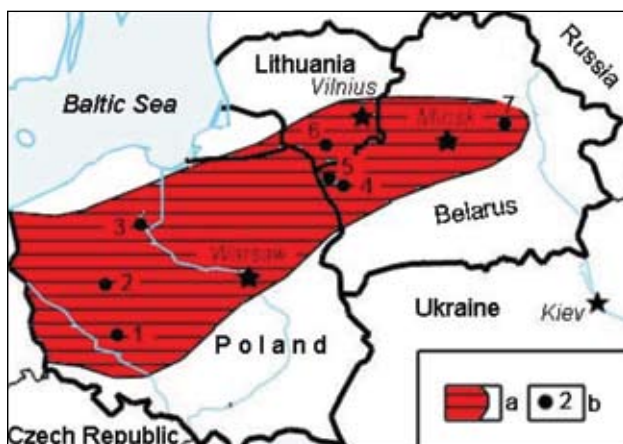 Russia
Lithuania
Vilnius
Baltic Sea
7
Minsk
6
5
4
Belarus
3
Warsaw
2
Ukraine
Kiev
1
Poland
a
2
b
Czech Republic